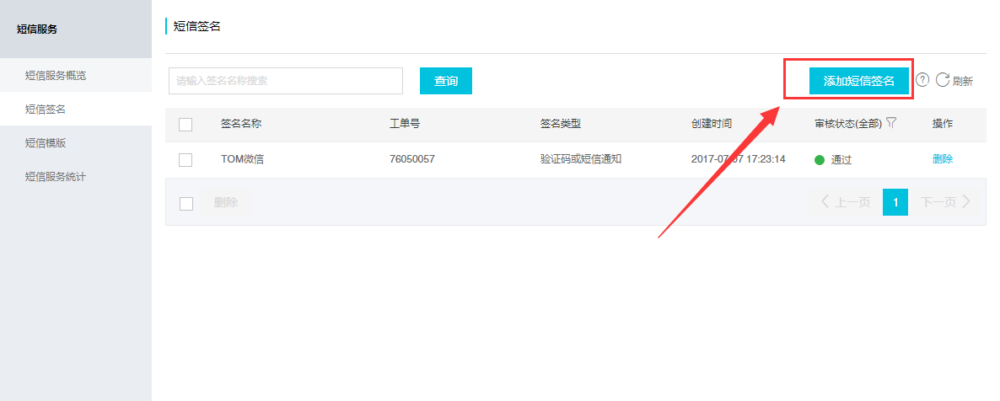 短信服务
短信服务概览
短信签名
短信模版
短信服务统计
短信签名
请输入签名名称搜索
查询
添加短信签名
? 刷新
签名名称 工单号 签名类型 创建时间 审核状态(全部) 操作
TOM微信 76050057 验证码或短信通知 2017-07-07 17:23:14 通过 删除
删除 上一页 1 下一页